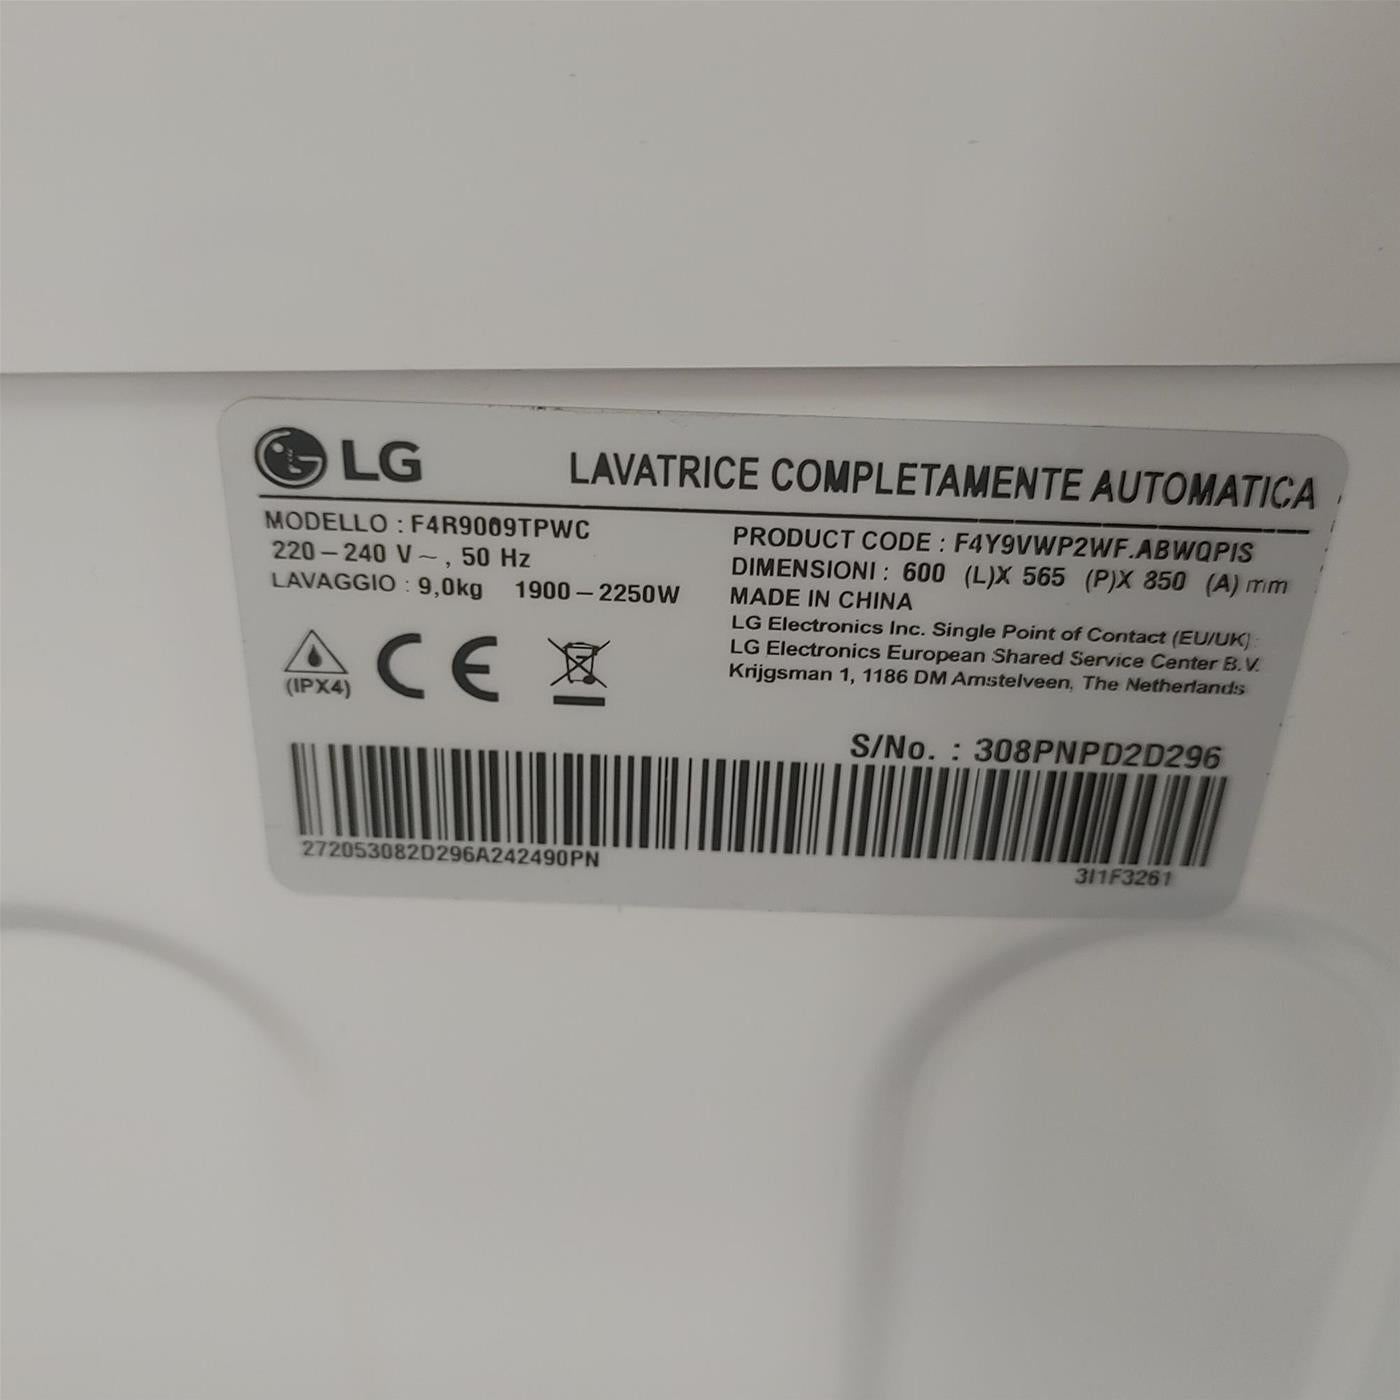 LG
LAVATRICE COMPLETAMENTE AUTOMATICA
MODELLO : F4R9009TPWC
220–240 V ~ , 50 Hz
LAVAGGIO : 9,0kg 1900–2250W
(IPX4)
CE
PRODUCT CODE : F4Y9VWP2WF.ABWQPIS
DIMENSIONI : 600 (L)X 565 (P)X 850 (A) mm
MADE IN CHINA
LG Electronics Inc. Single Point of Contact (EU/UK) :
LG Electronics European Shared Service Center B.V.
Krijgsman 1, 1186 DM Amstelveen, The Netherlands
S/No. : 308PNPD2D296
272053082D296A242490PN
3I1F3261